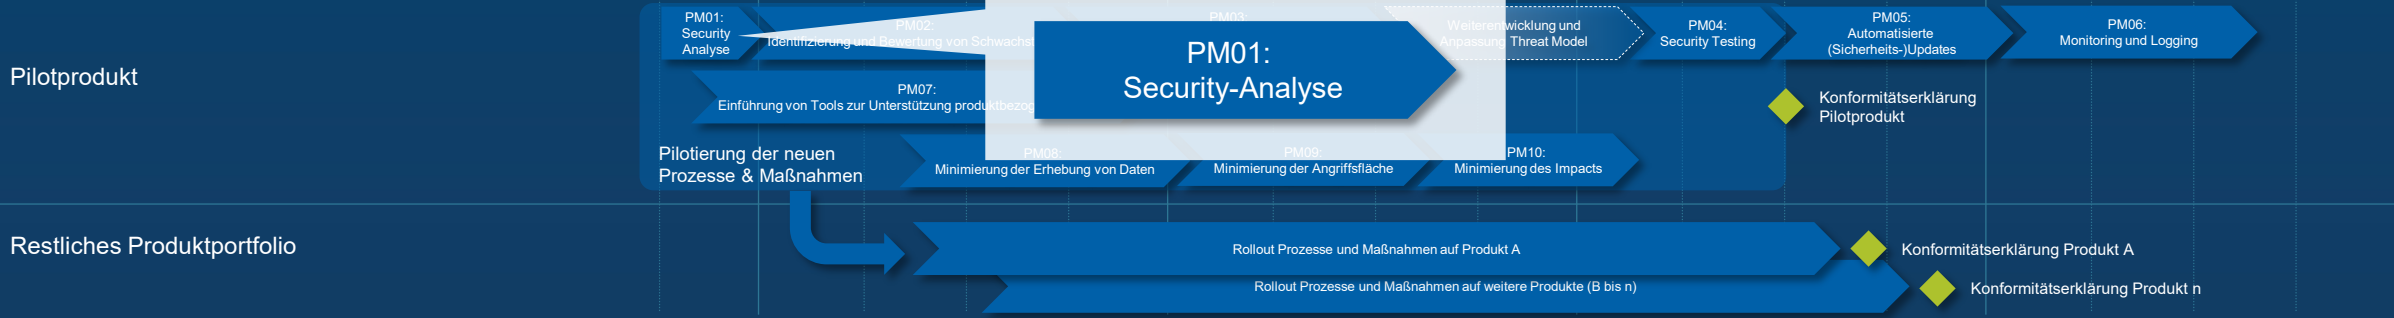 PM01:
Security
Analyse
PM02:
Identifizierung und Bewertung von Schwachst
PM03:
Weiterentwicklung und
Anpassung Threat Model
PM04:
Security Testing
PM05:
Automatisierte
(Sicherheits-)Updates
PM06:
Monitoring und Logging
PM01:
Security-Analyse
Pilotprodukt
PM07:
Einführung von Tools zur Unterstützung produktbezog
Konformitätserklärung
Pilotprodukt
Pilotierung der neuen
Prozesse & Maßnahmen
PM08:
Minimierung der Erhebung von Daten
PM09:
Minimierung der Angriffsfläche
PM10:
Minimierung des Impacts
Restliches Produktportfolio
Rollout Prozesse und Maßnahmen auf Produkt A
Konformitätserklärung Produkt A
Rollout Prozesse und Maßnahmen auf weitere Produkte (B bis n)
Konformitätserklärung Produkt n